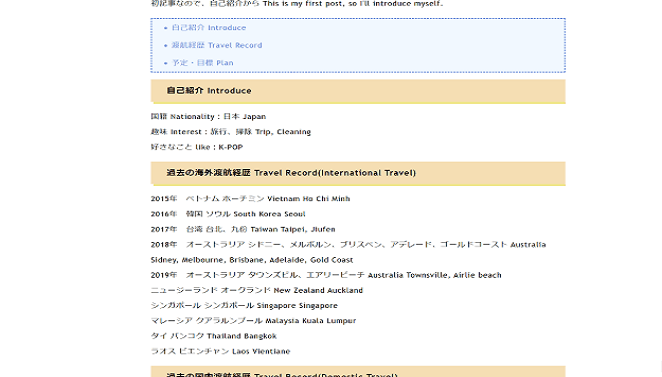 初記事なので、自己紹介から This is my first post, so I'll introduce myself.
自己紹介 Introduce
渡航経歴 Travel Record
予定・目標 Plan
自己紹介 Introduce
国籍 Nationality：日本 Japan
趣味 Interest：旅行、掃除 Trip, Cleaning
好きなこと like：K-POP
過去の海外渡航経歴 Travel Record(International Travel)
2015年　ベトナム ホーチミン Vietnam Ho Chi Minh
2016年　韓国 ソウル South Korea Seoul
2017年　台湾 台北、九份 Taiwan Taipei, Jiufen
2018年　オーストラリア シドニー、メルボルン、ブリスベン、アデレード、ゴールドコースト Australia
Sidney, Melbourne, Brisbane, Adelaide, Gold Coast
2019年　オーストラリア タウンズビル、エアリービーチ Australia Townsville, Airlie beach
ニュージーランド オークランド New Zealand Auckland
シンガポール シンガポール Singapore Singapore
マレーシア クアラルンプール Malaysia Kuala Lumpur
タイ バンコク Thailand Bangkok
ラオス ビエンチャン Laos Vientiane
過去の国内渡航経歴 Travel Record(Domestic Travel)